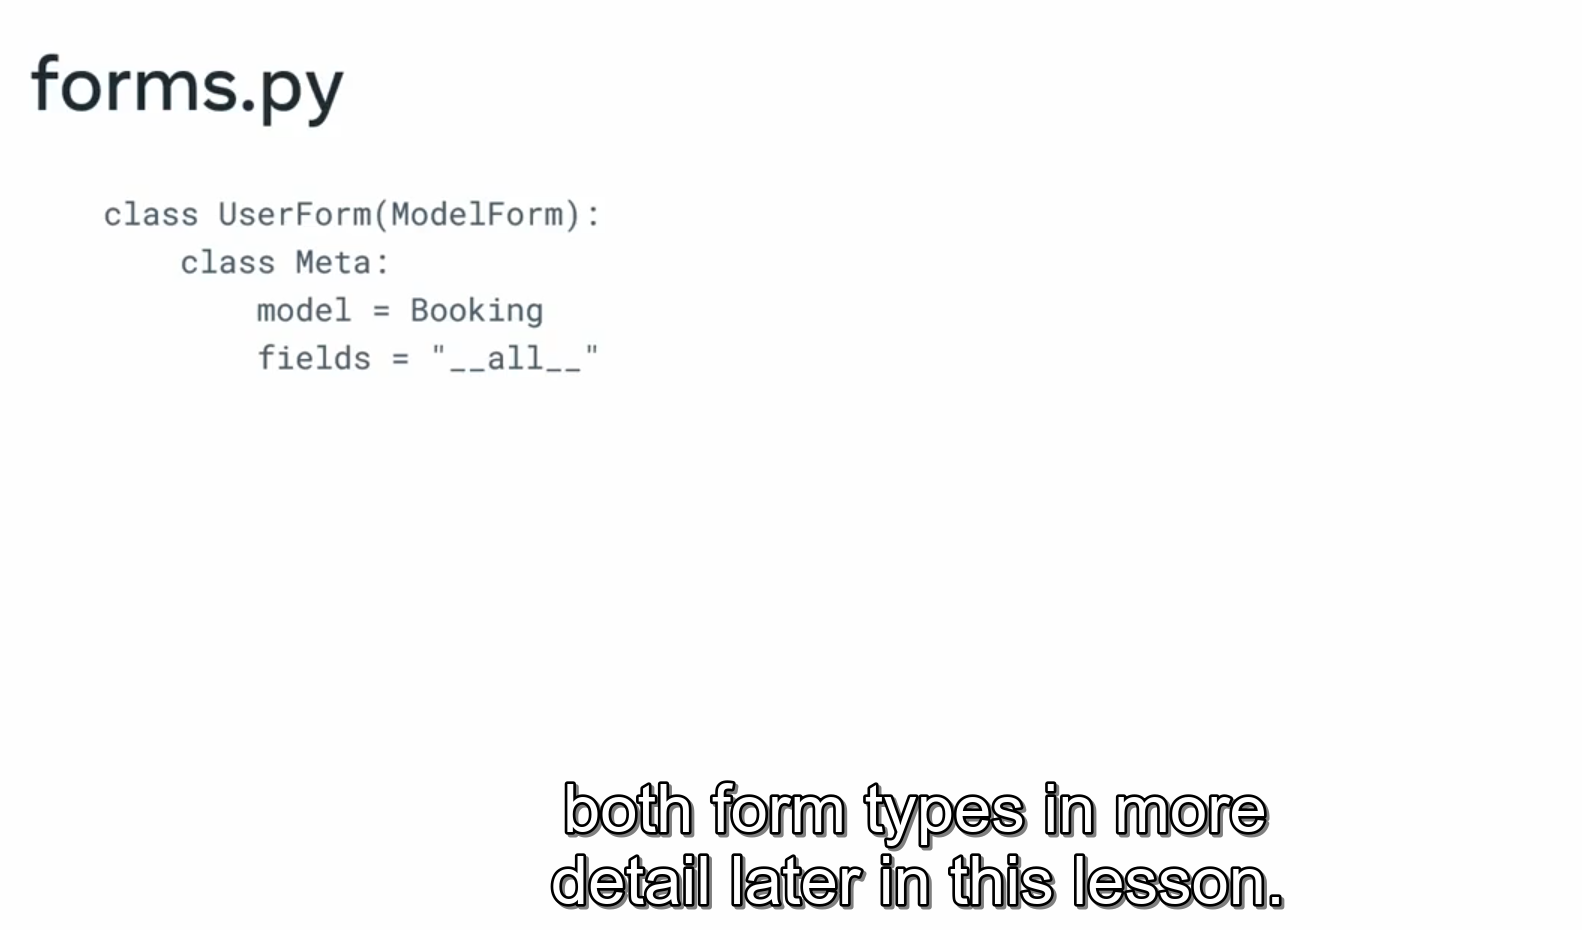 forms.py
class UserForm(ModelForm):
    class Meta:
        model = Booking
        fields = "__all__"
both form types in more
detail later in this lesson.